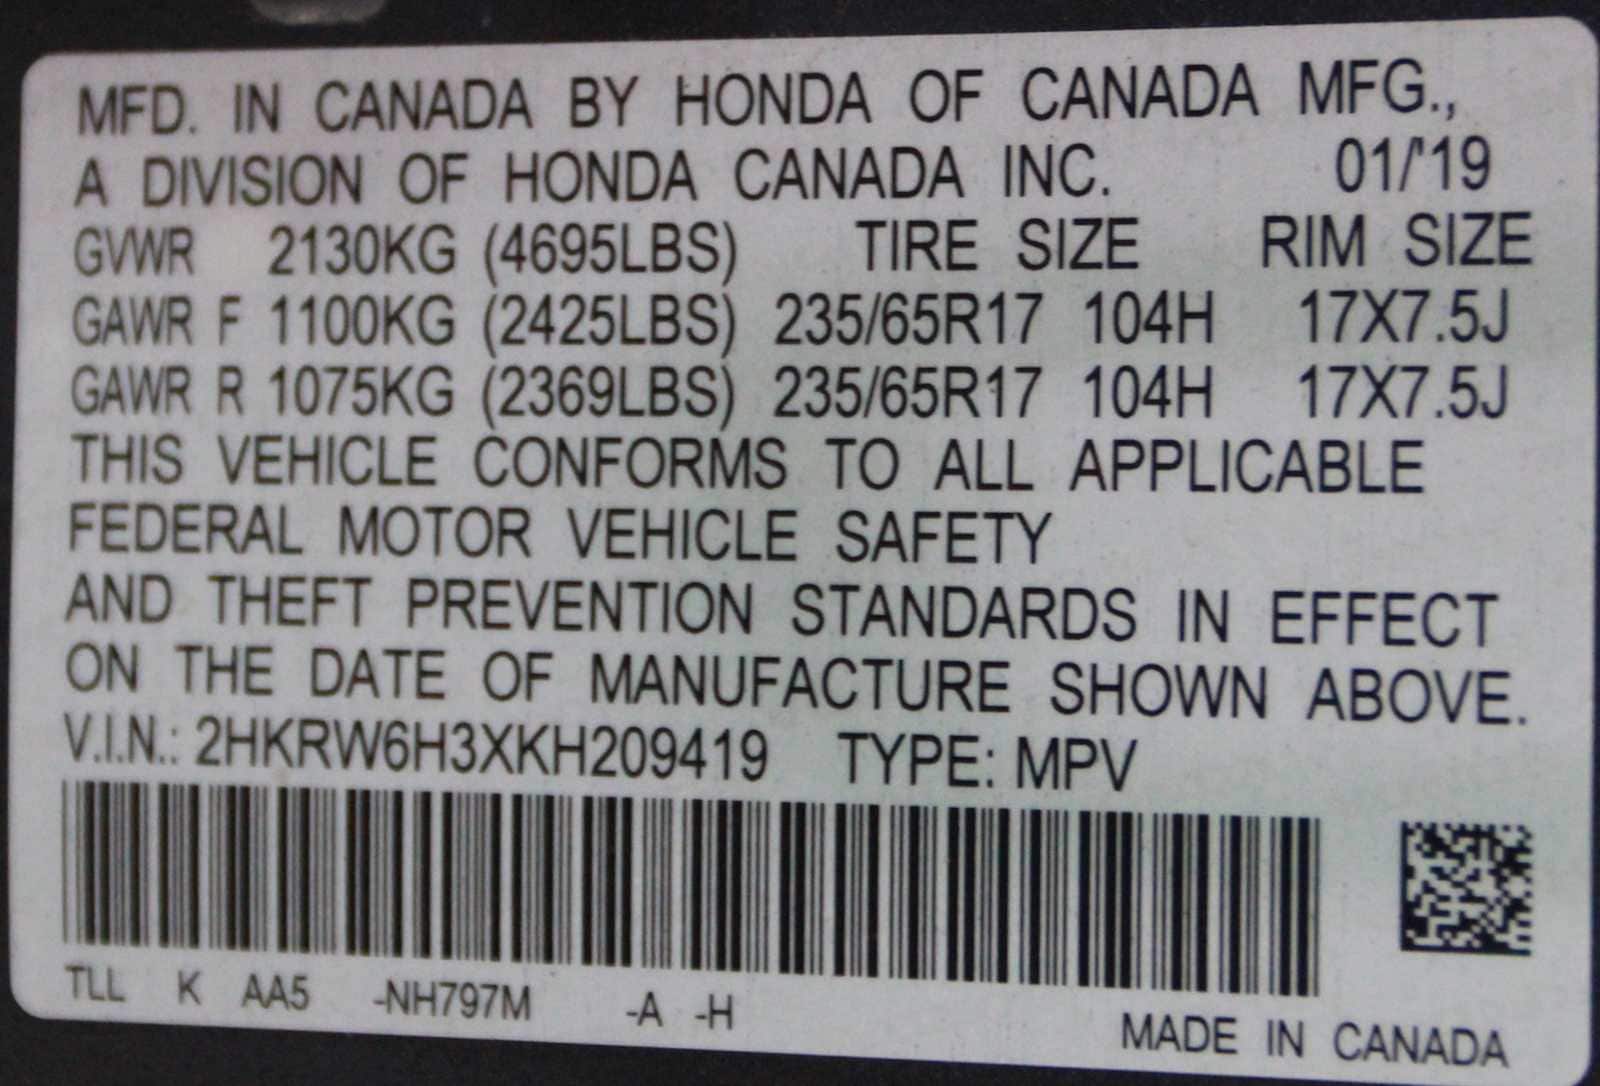 MFD. IN CANADA BY HONDA OF CANADA MFG.,
A DIVISION OF HONDA CANADA INC. 01/'19
GVWR 2130KG (4695LBS) TIRE SIZE RIM SIZE
GAWR F 1100KG (2425LBS) 235/65R17 104H 17X7.5J
GAWR R 1075KG (2369LBS) 235/65R17 104H 17X7.5J
THIS VEHICLE CONFORMS TO ALL APPLICABLE
FEDERAL MOTOR VEHICLE SAFETY
AND THEFT PREVENTION STANDARDS IN EFFECT
ON THE DATE OF MANUFACTURE SHOWN ABOVE.
V.I.N.: 2HKRW6H3XKH209419 TYPE: MPV
TLL K AA5 -NH797M -A -H
MADE IN CANADA